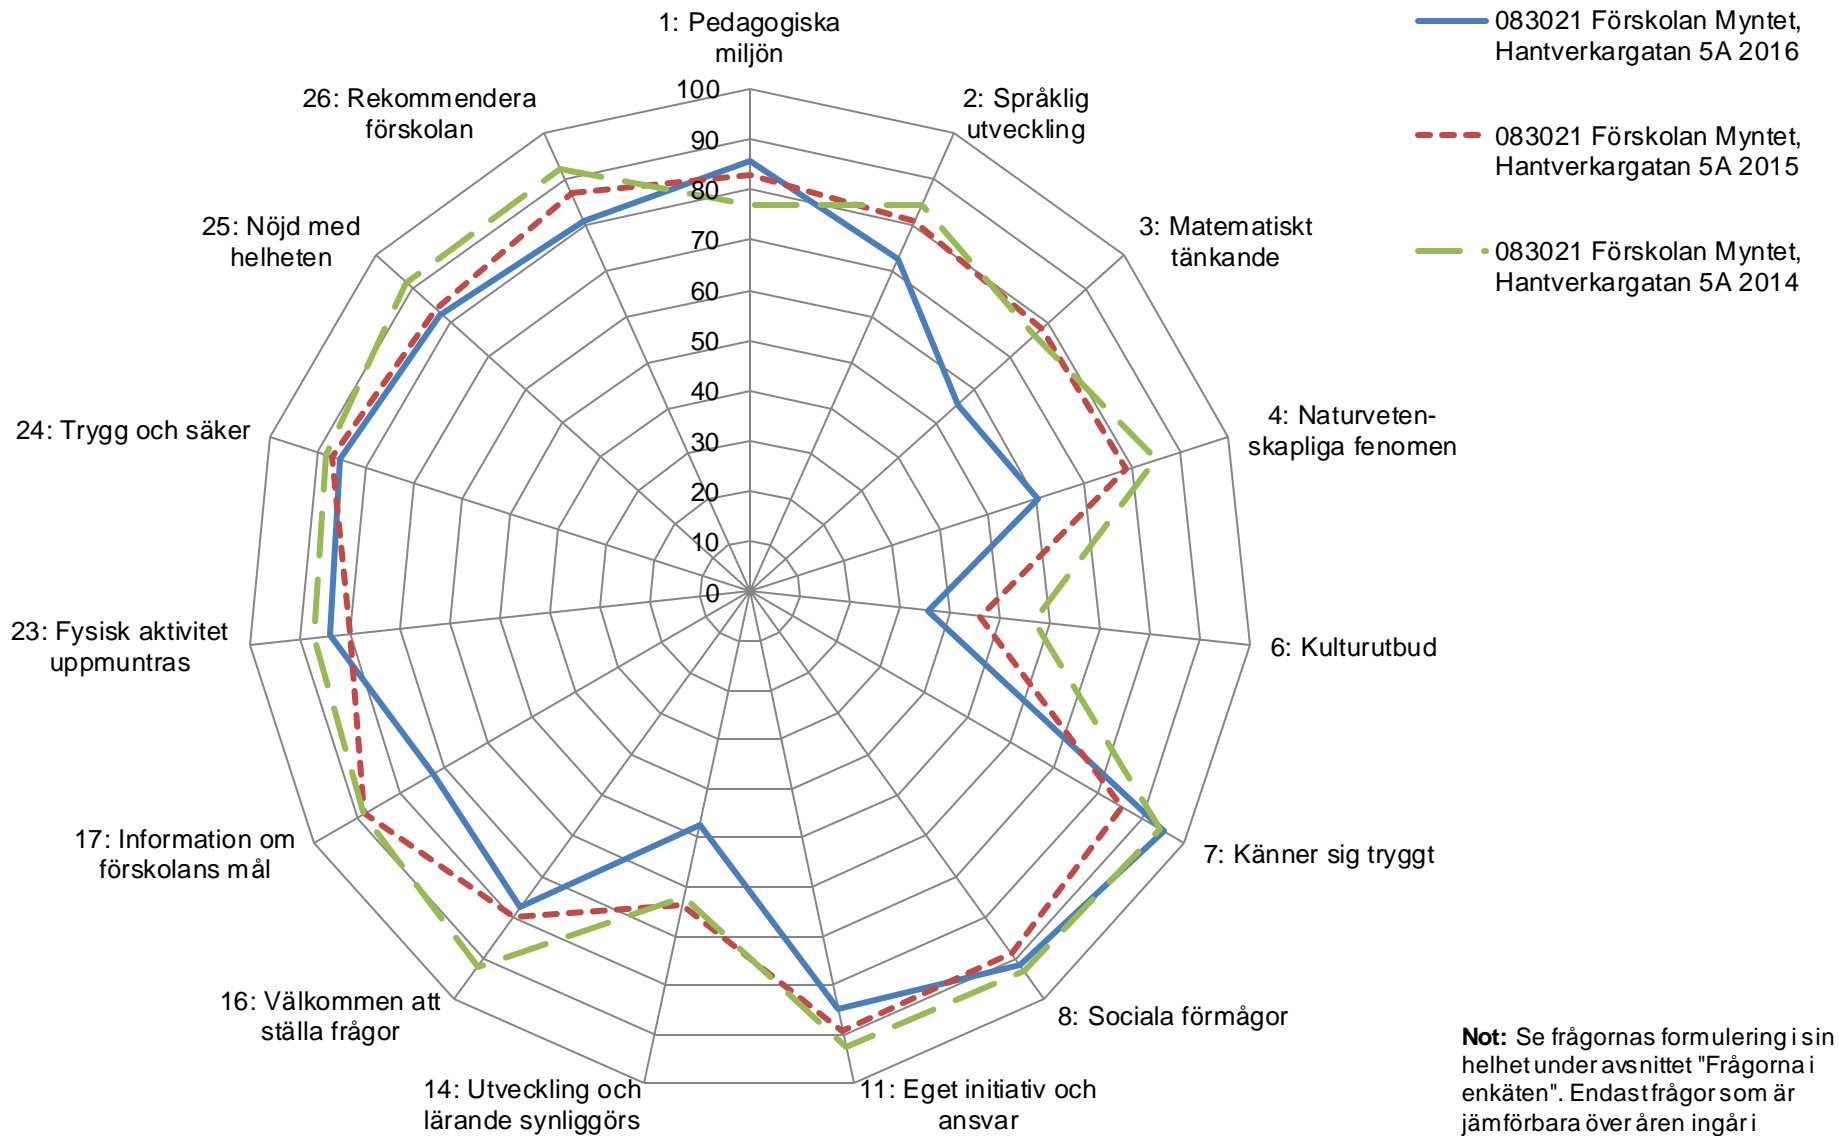 1: Pedagogiska
miljön
2: Språklig
utveckling
3: Matematiskt
tänkande
4: Naturveten-
skapliga fenomen
6: Kulturutbud
7: Känner sig tryggt
8: Sociala förmågor
11: Eget initiativ och
ansvar
14: Utveckling och
lärande synliggörs
16: Välkommen att
ställa frågor
17: Information om
förskolans mål
23: Fysisk aktivitet
uppmuntras
24: Trygg och säker
25: Nöjd med
helheten
26: Rekommendera
förskolan
100
90
80
70
60
50
40
30
20
10
0
083021 Förskolan Myntet,
Hantverkargatan 5A 2016
083021 Förskolan Myntet,
Hantverkargatan 5A 2015
083021 Förskolan Myntet,
Hantverkargatan 5A 2014
Not: Se frågornas formulering i sin
helhet under avsnittet "Frågorna i
enkäten". Endast frågor som är
jämförbara över åren ingår i